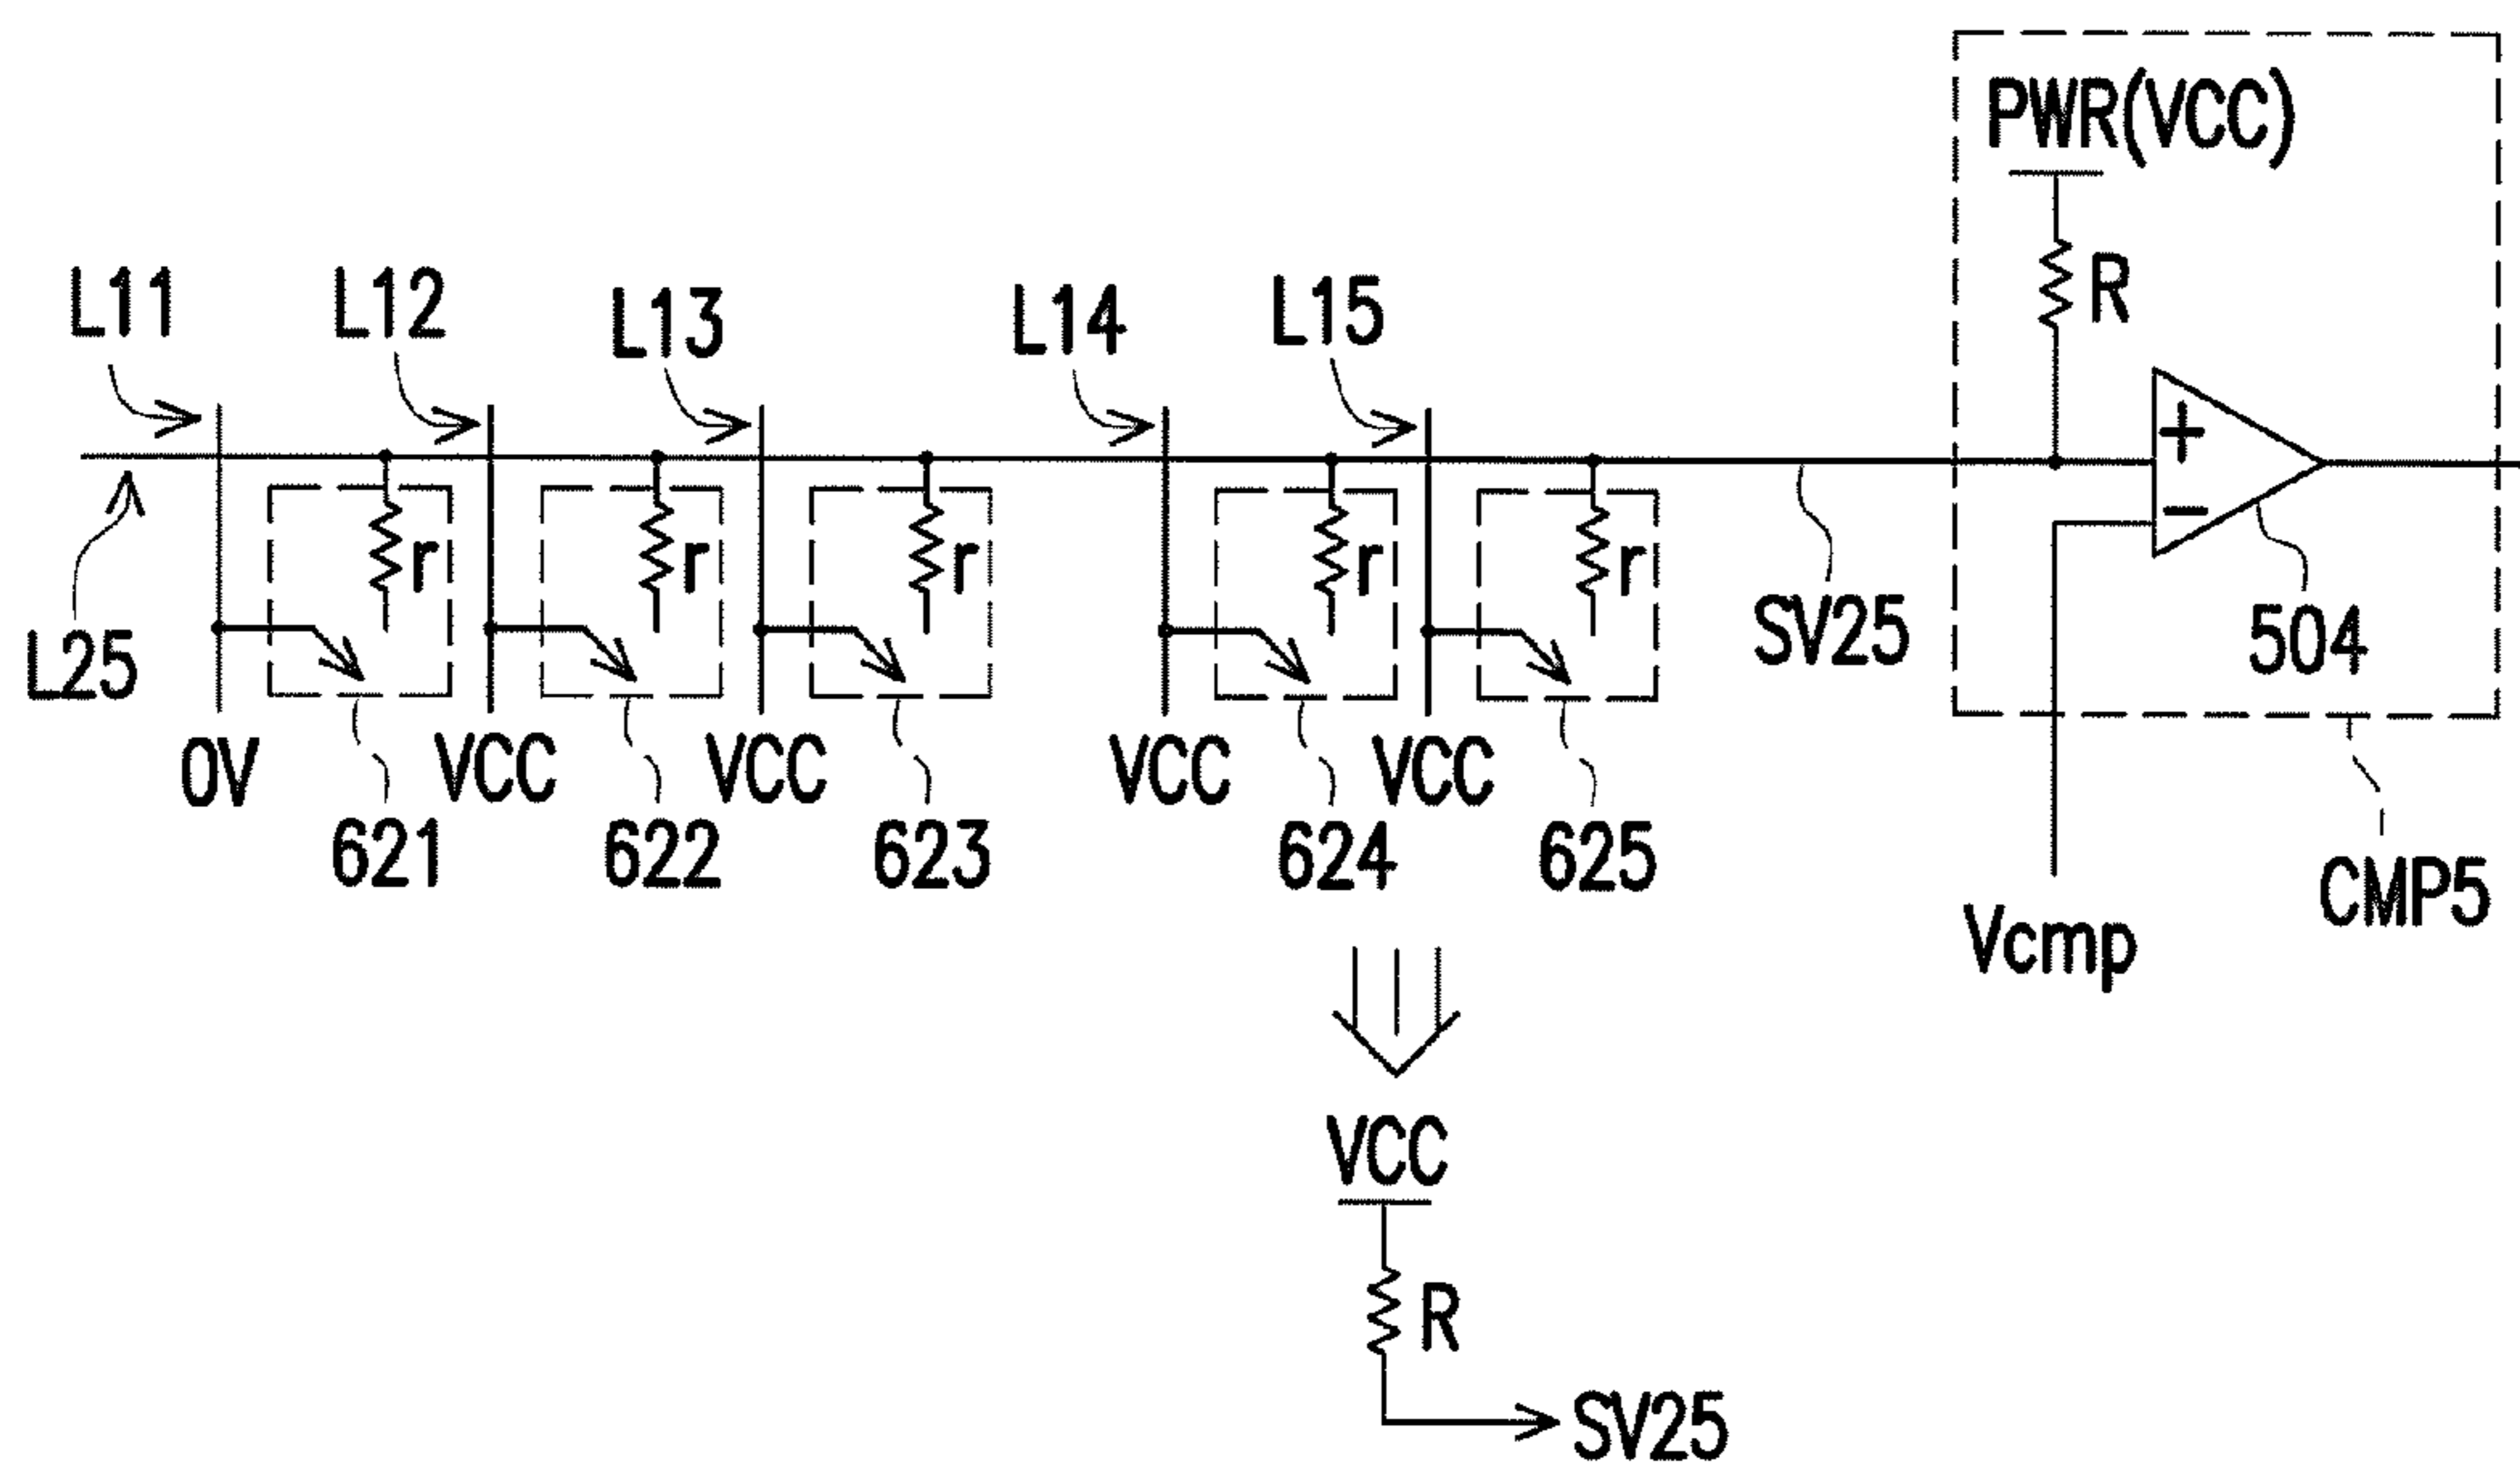 PWR(VCC)
R
L11
L12
L13
L14
L15
+
r
r
r
r
r
−
L25
SV25
504
0V
VCC
VCC
VCC
VCC
621
622
623
624
625
CMP5
Vcmp
VCC
R
SV25